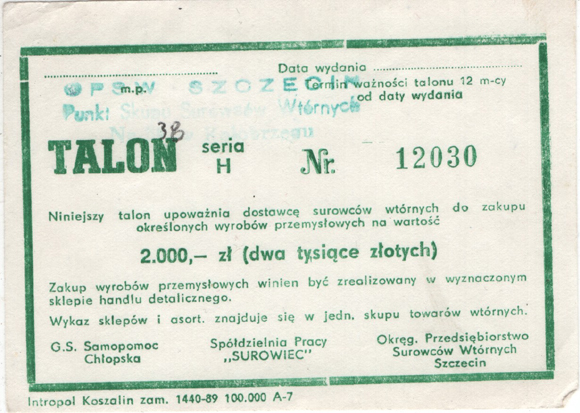 Data wydania
OPSW SZCZECIN
m.p.
Termin ważności talonu 12 m-cy
od daty wydania
Punkt Skupu Surowców Wtórnych
38
TALON seria H Nr. 12030
Niniejszy talon upoważnia dostawcę surowców wtórnych do zakupu
określonych wyrobów przemysłowych na wartość
2.000,— zł (dwa tysiące złotych)
Zakup wyrobów przemysłowych winien być zrealizowany w wyznaczonym
sklepie handlu detalicznego.
Wykaz sklepów i asort. znajduje się w jedn. skupu towarów wtórnych.
G.S. Samopomoc
Chłopska
Spółdzielnia Pracy
„SUROWIEC"
Okręg. Przedsiębiorstwo
Surowców Wtórnych
Szczecin
Intropol Koszalin zam. 1440-89 100.000 A-7